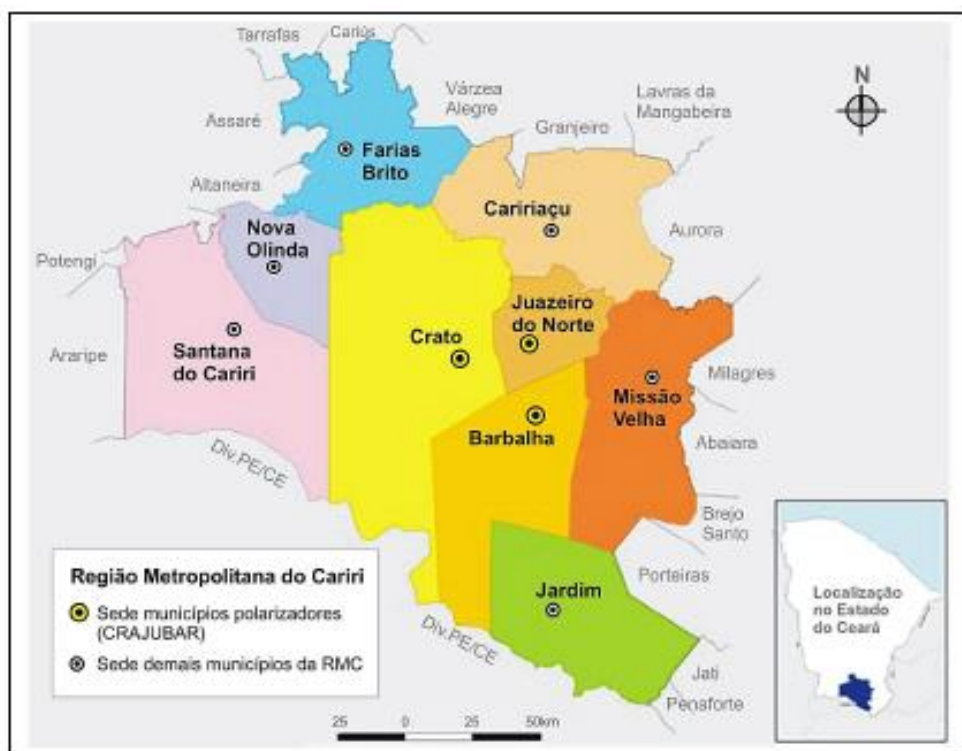 Tarrafas
Cariús
Várzea
Alegre
Lavras da
Mangabeira
N
Assaré
Granjeiro
Farias
Brito
Altaneira
Caririaçu
Nova
Olinda
Aurora
Potengi
Juazeiro
do Norte
Crato
Araripe
Santana
do Cariri
Missão
Velha
Milagres
Barbalha
Abaiara
Div.PE/CE
Brejo
Santo
Porteiras
Jardim
Div.PE/CE
Jati
Penaforte
Região Metropolitana do Cariri
Sede municípios polarizadores
(CRAJUBAR)
Sede demais municípios da RMC
Localização
no Estado
do Ceará
25 0 25 50km